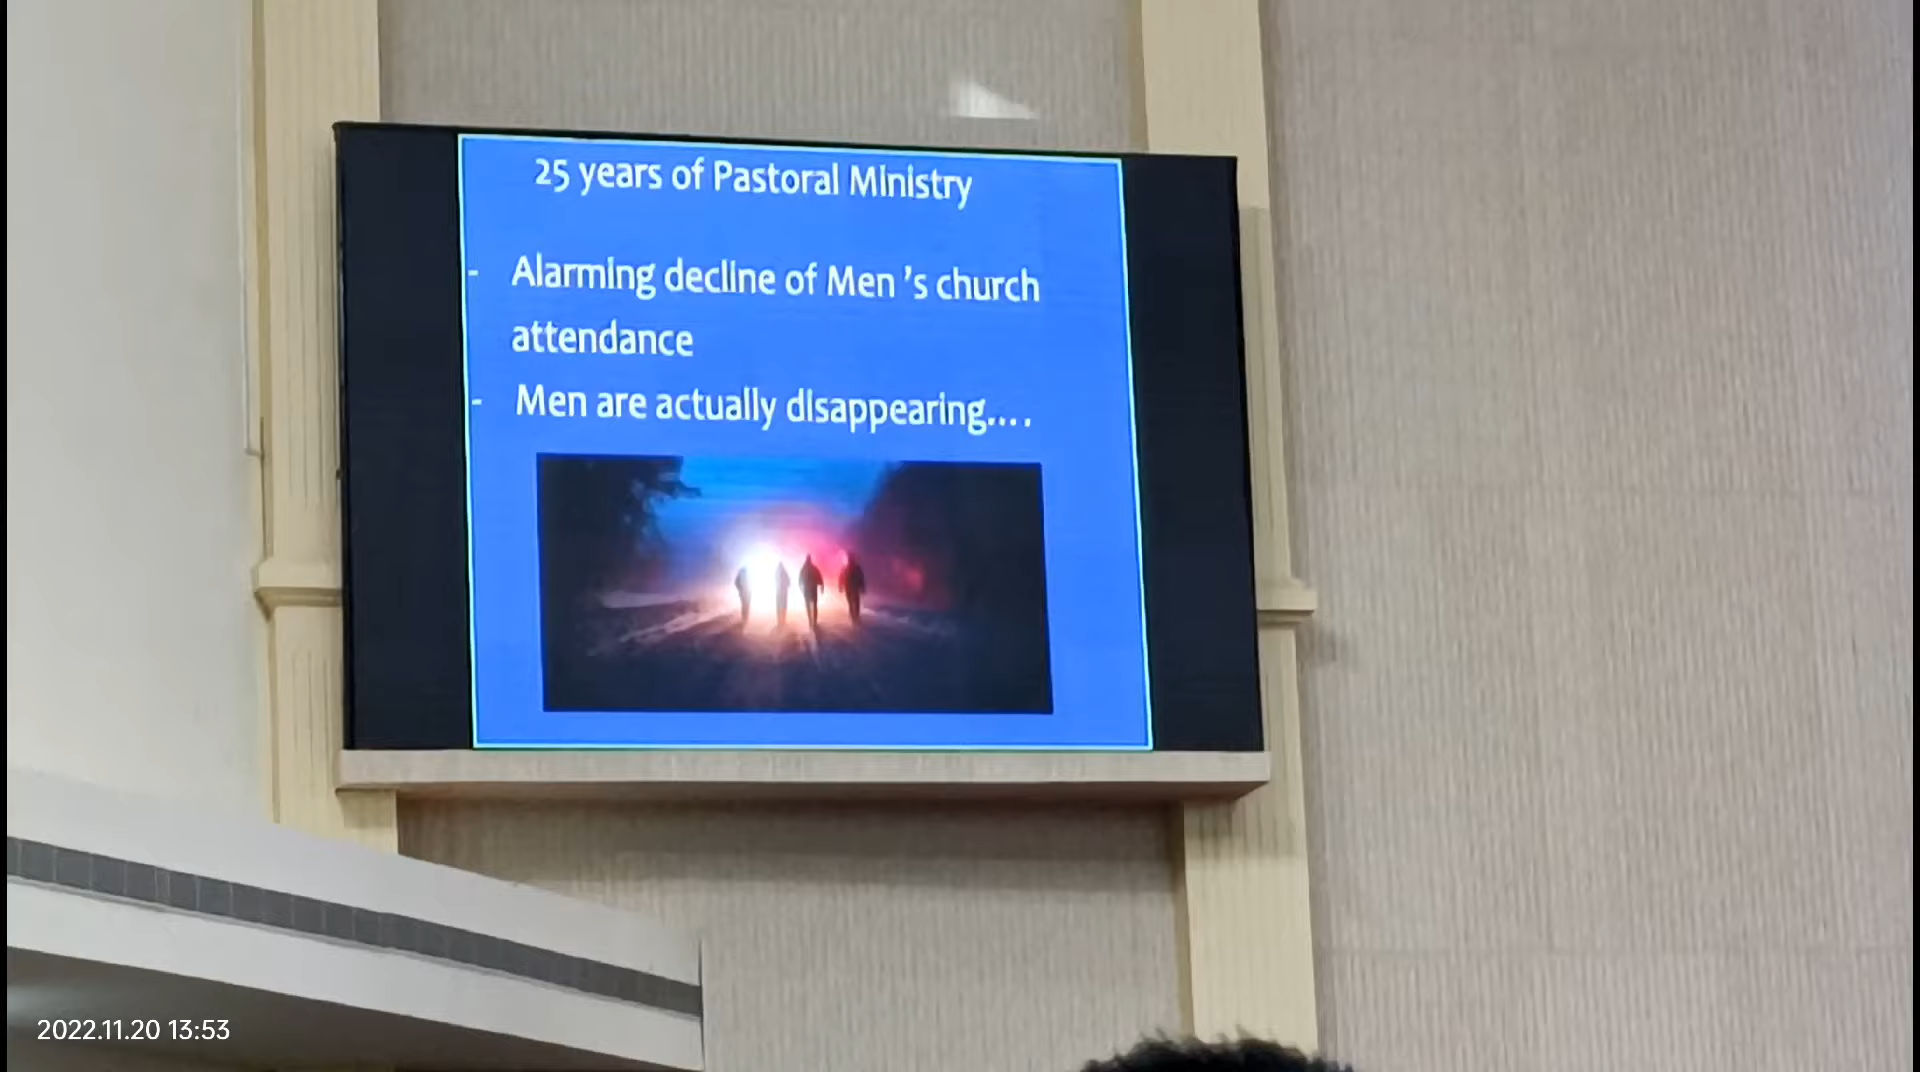 25 years of Pastoral Ministry
- Alarming decline of Men 's church
attendance
- Men are actually disappearing....
2022.11.20 13:53